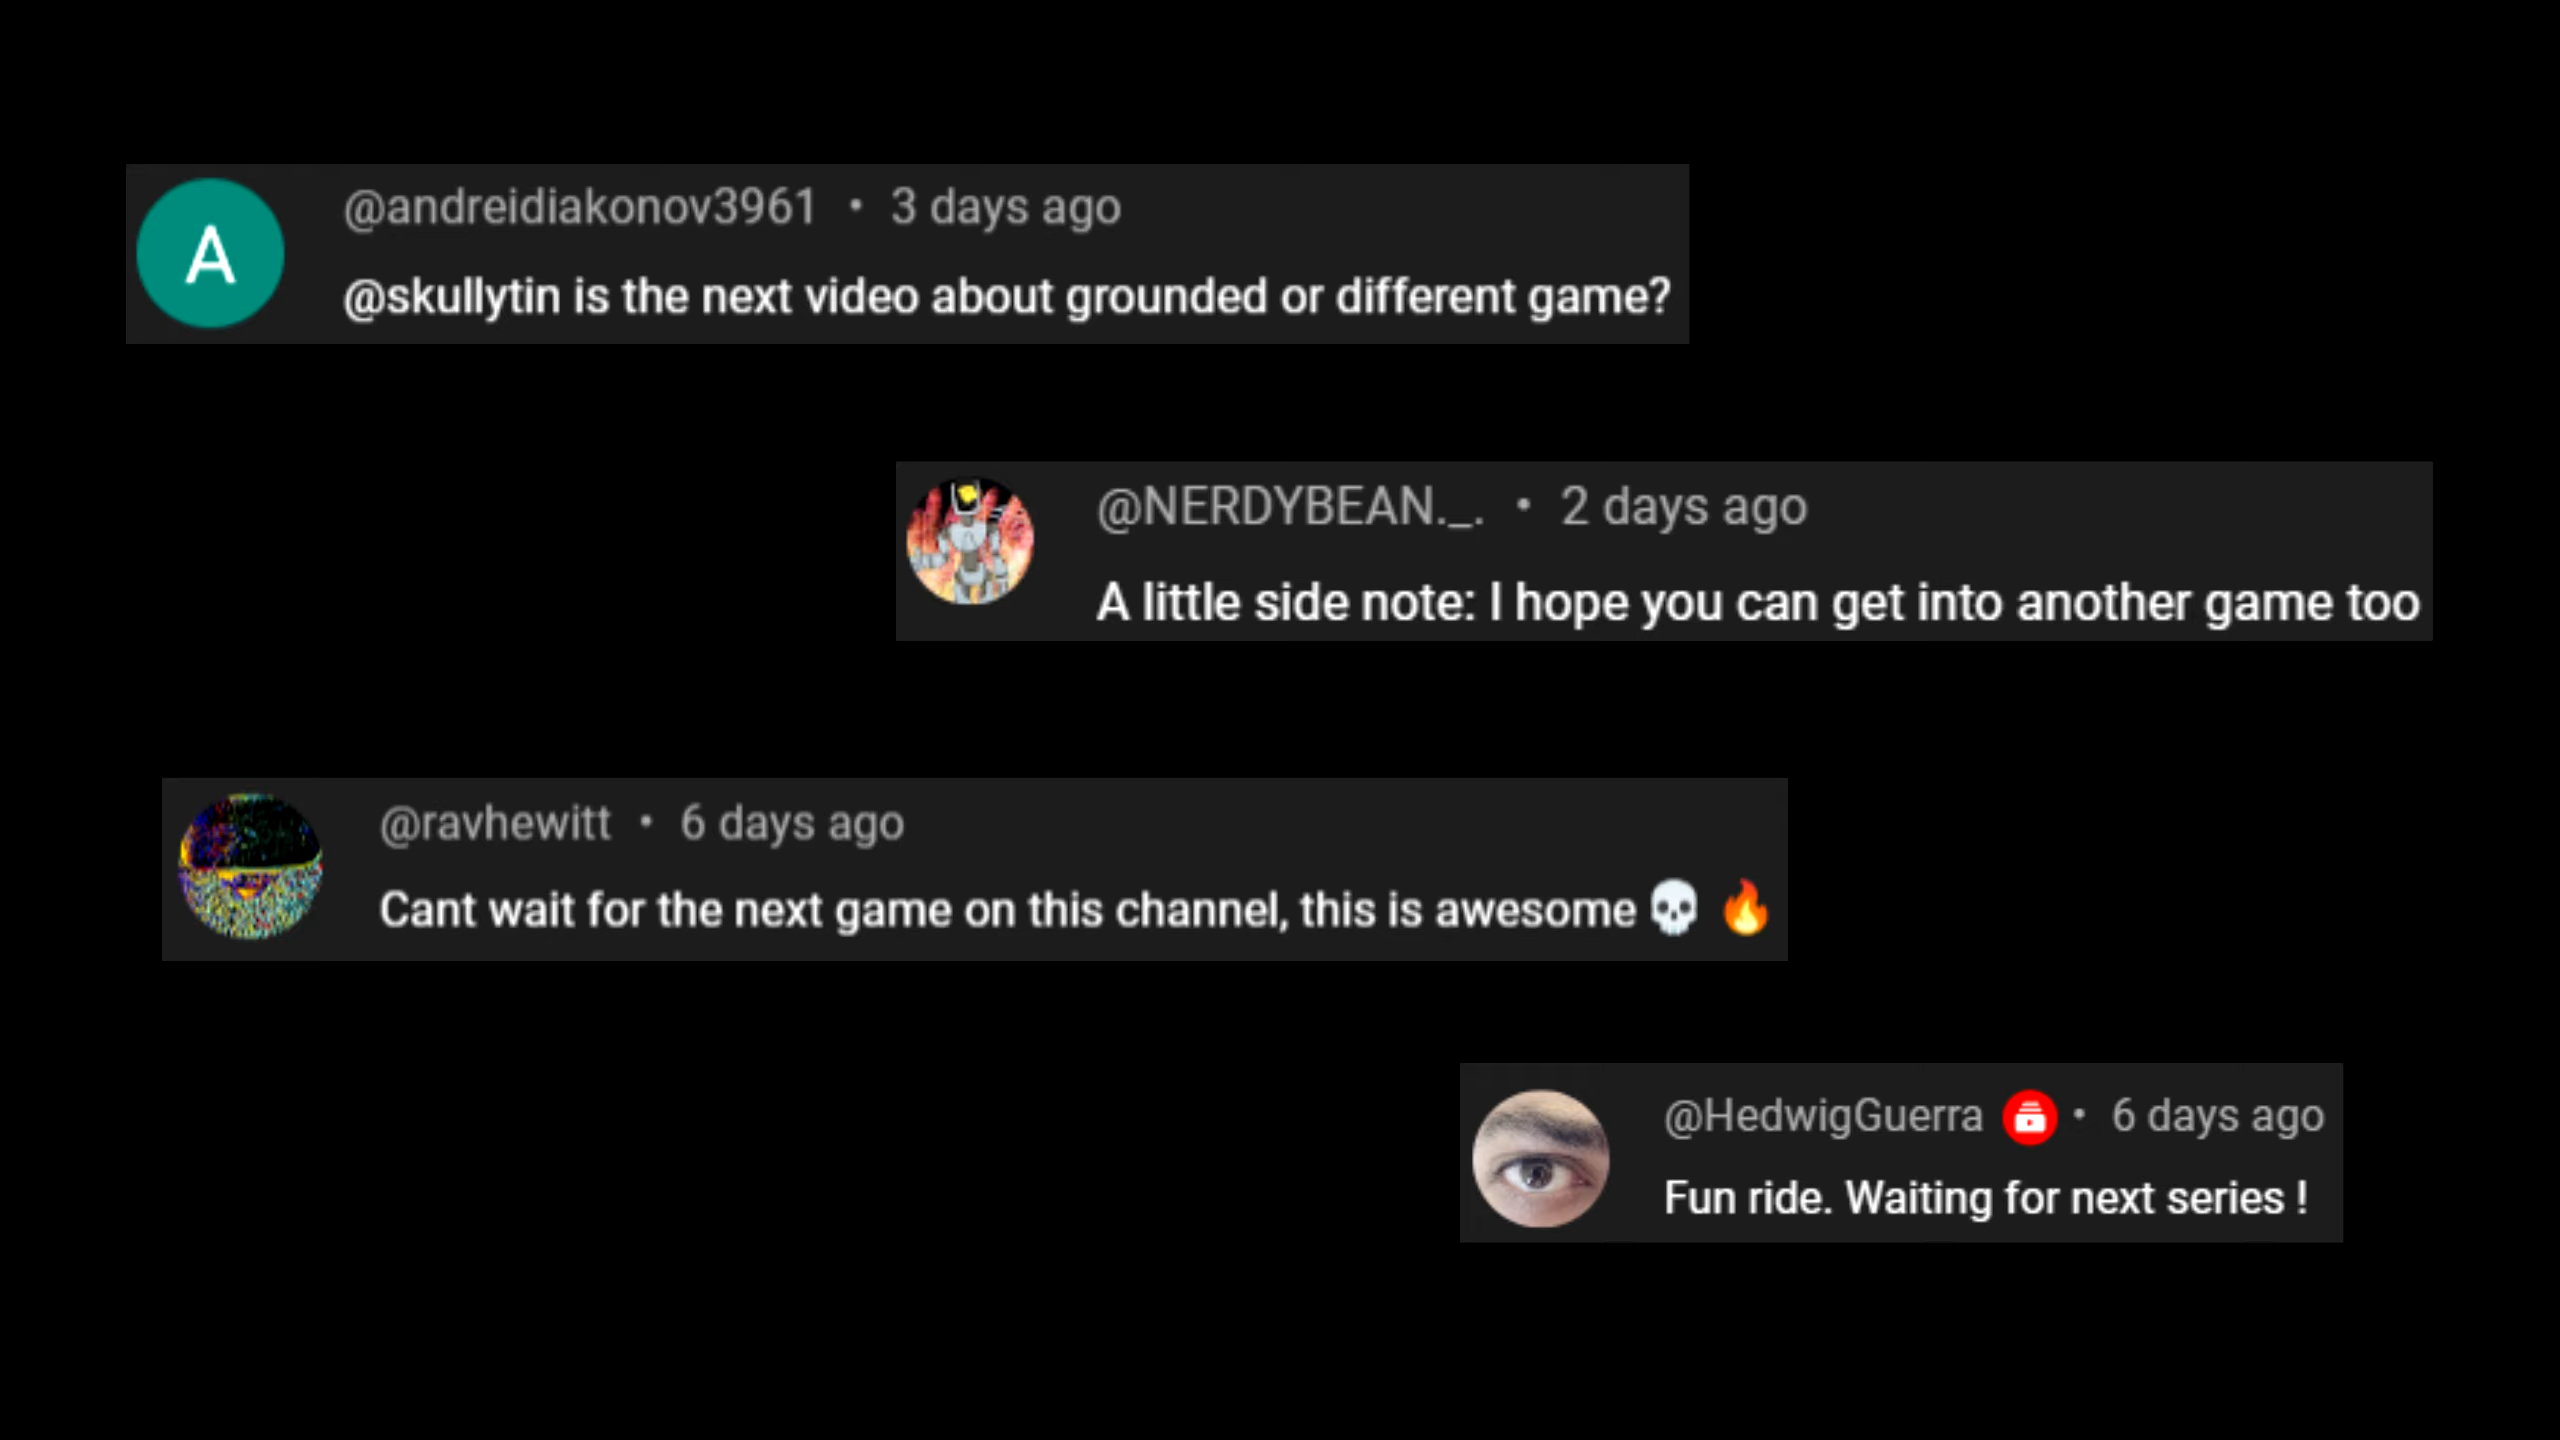 A
@andreidiakonov3961 • 3 days ago
@skullytin is the next video about grounded or different game?
@NERDYBEAN._. • 2 days ago
A little side note: I hope you can get into another game too
@ravhewitt • 6 days ago
Cant wait for the next game on this channel, this is awesome 💀 🔥
@HedwigGuerra • 6 days ago
Fun ride. Waiting for next series !